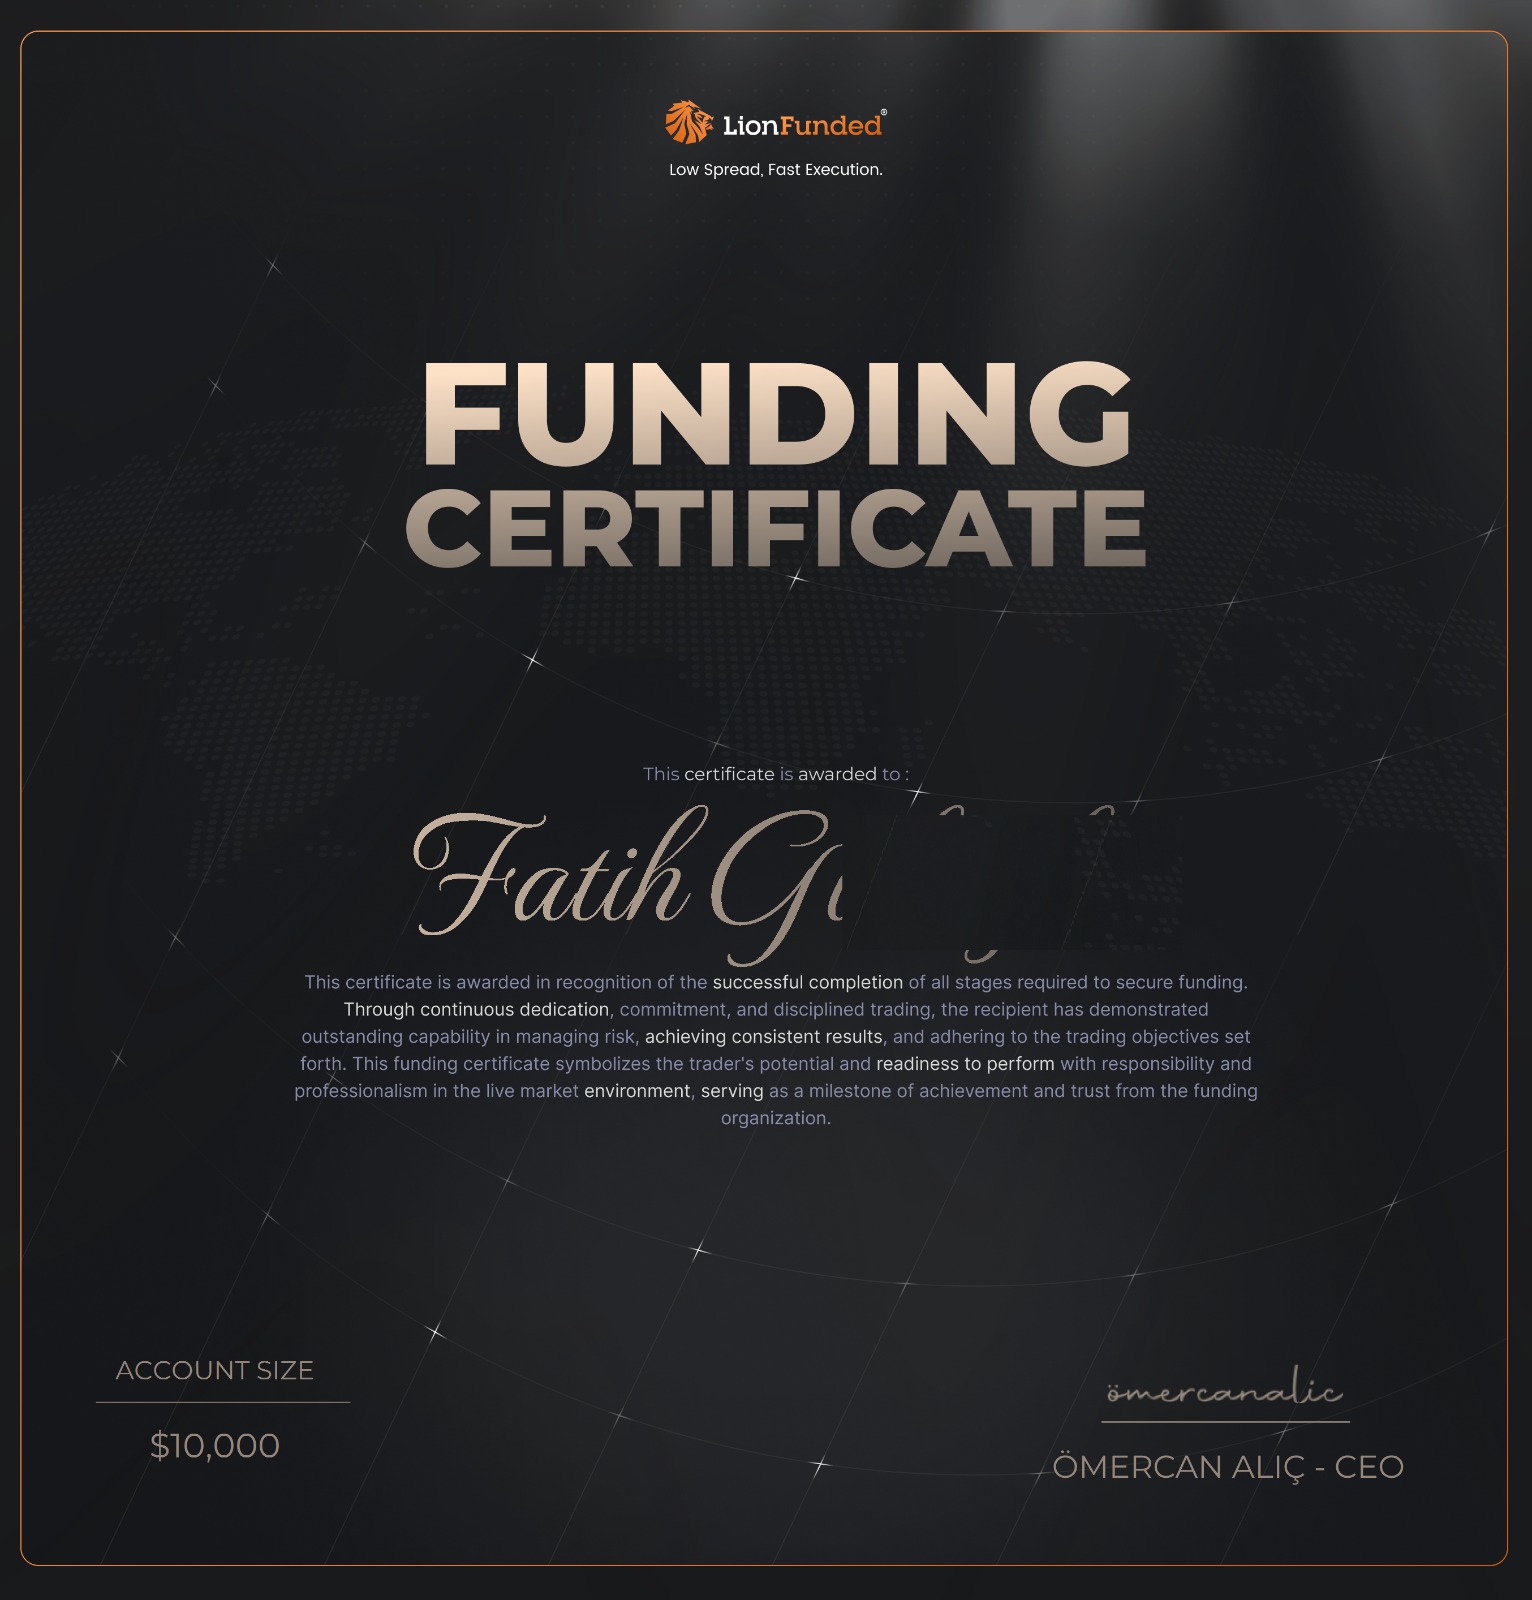 LionFunded®
Low Spread, Fast Execution.
FUNDING
CERTIFICATE
This certificate is awarded to :
Fatih
This certificate is awarded in recognition of the successful completion of all stages required to secure funding.
Through continuous dedication, commitment, and disciplined trading, the recipient has demonstrated
outstanding capability in managing risk, achieving consistent results, and adhering to the trading objectives set
forth. This funding certificate symbolizes the trader's potential and readiness to perform with responsibility and
professionalism in the live market environment, serving as a milestone of achievement and trust from the funding
organization.
ACCOUNT SIZE
$10,000
ömercanalic
ÖMERCAN ALIÇ - CEO